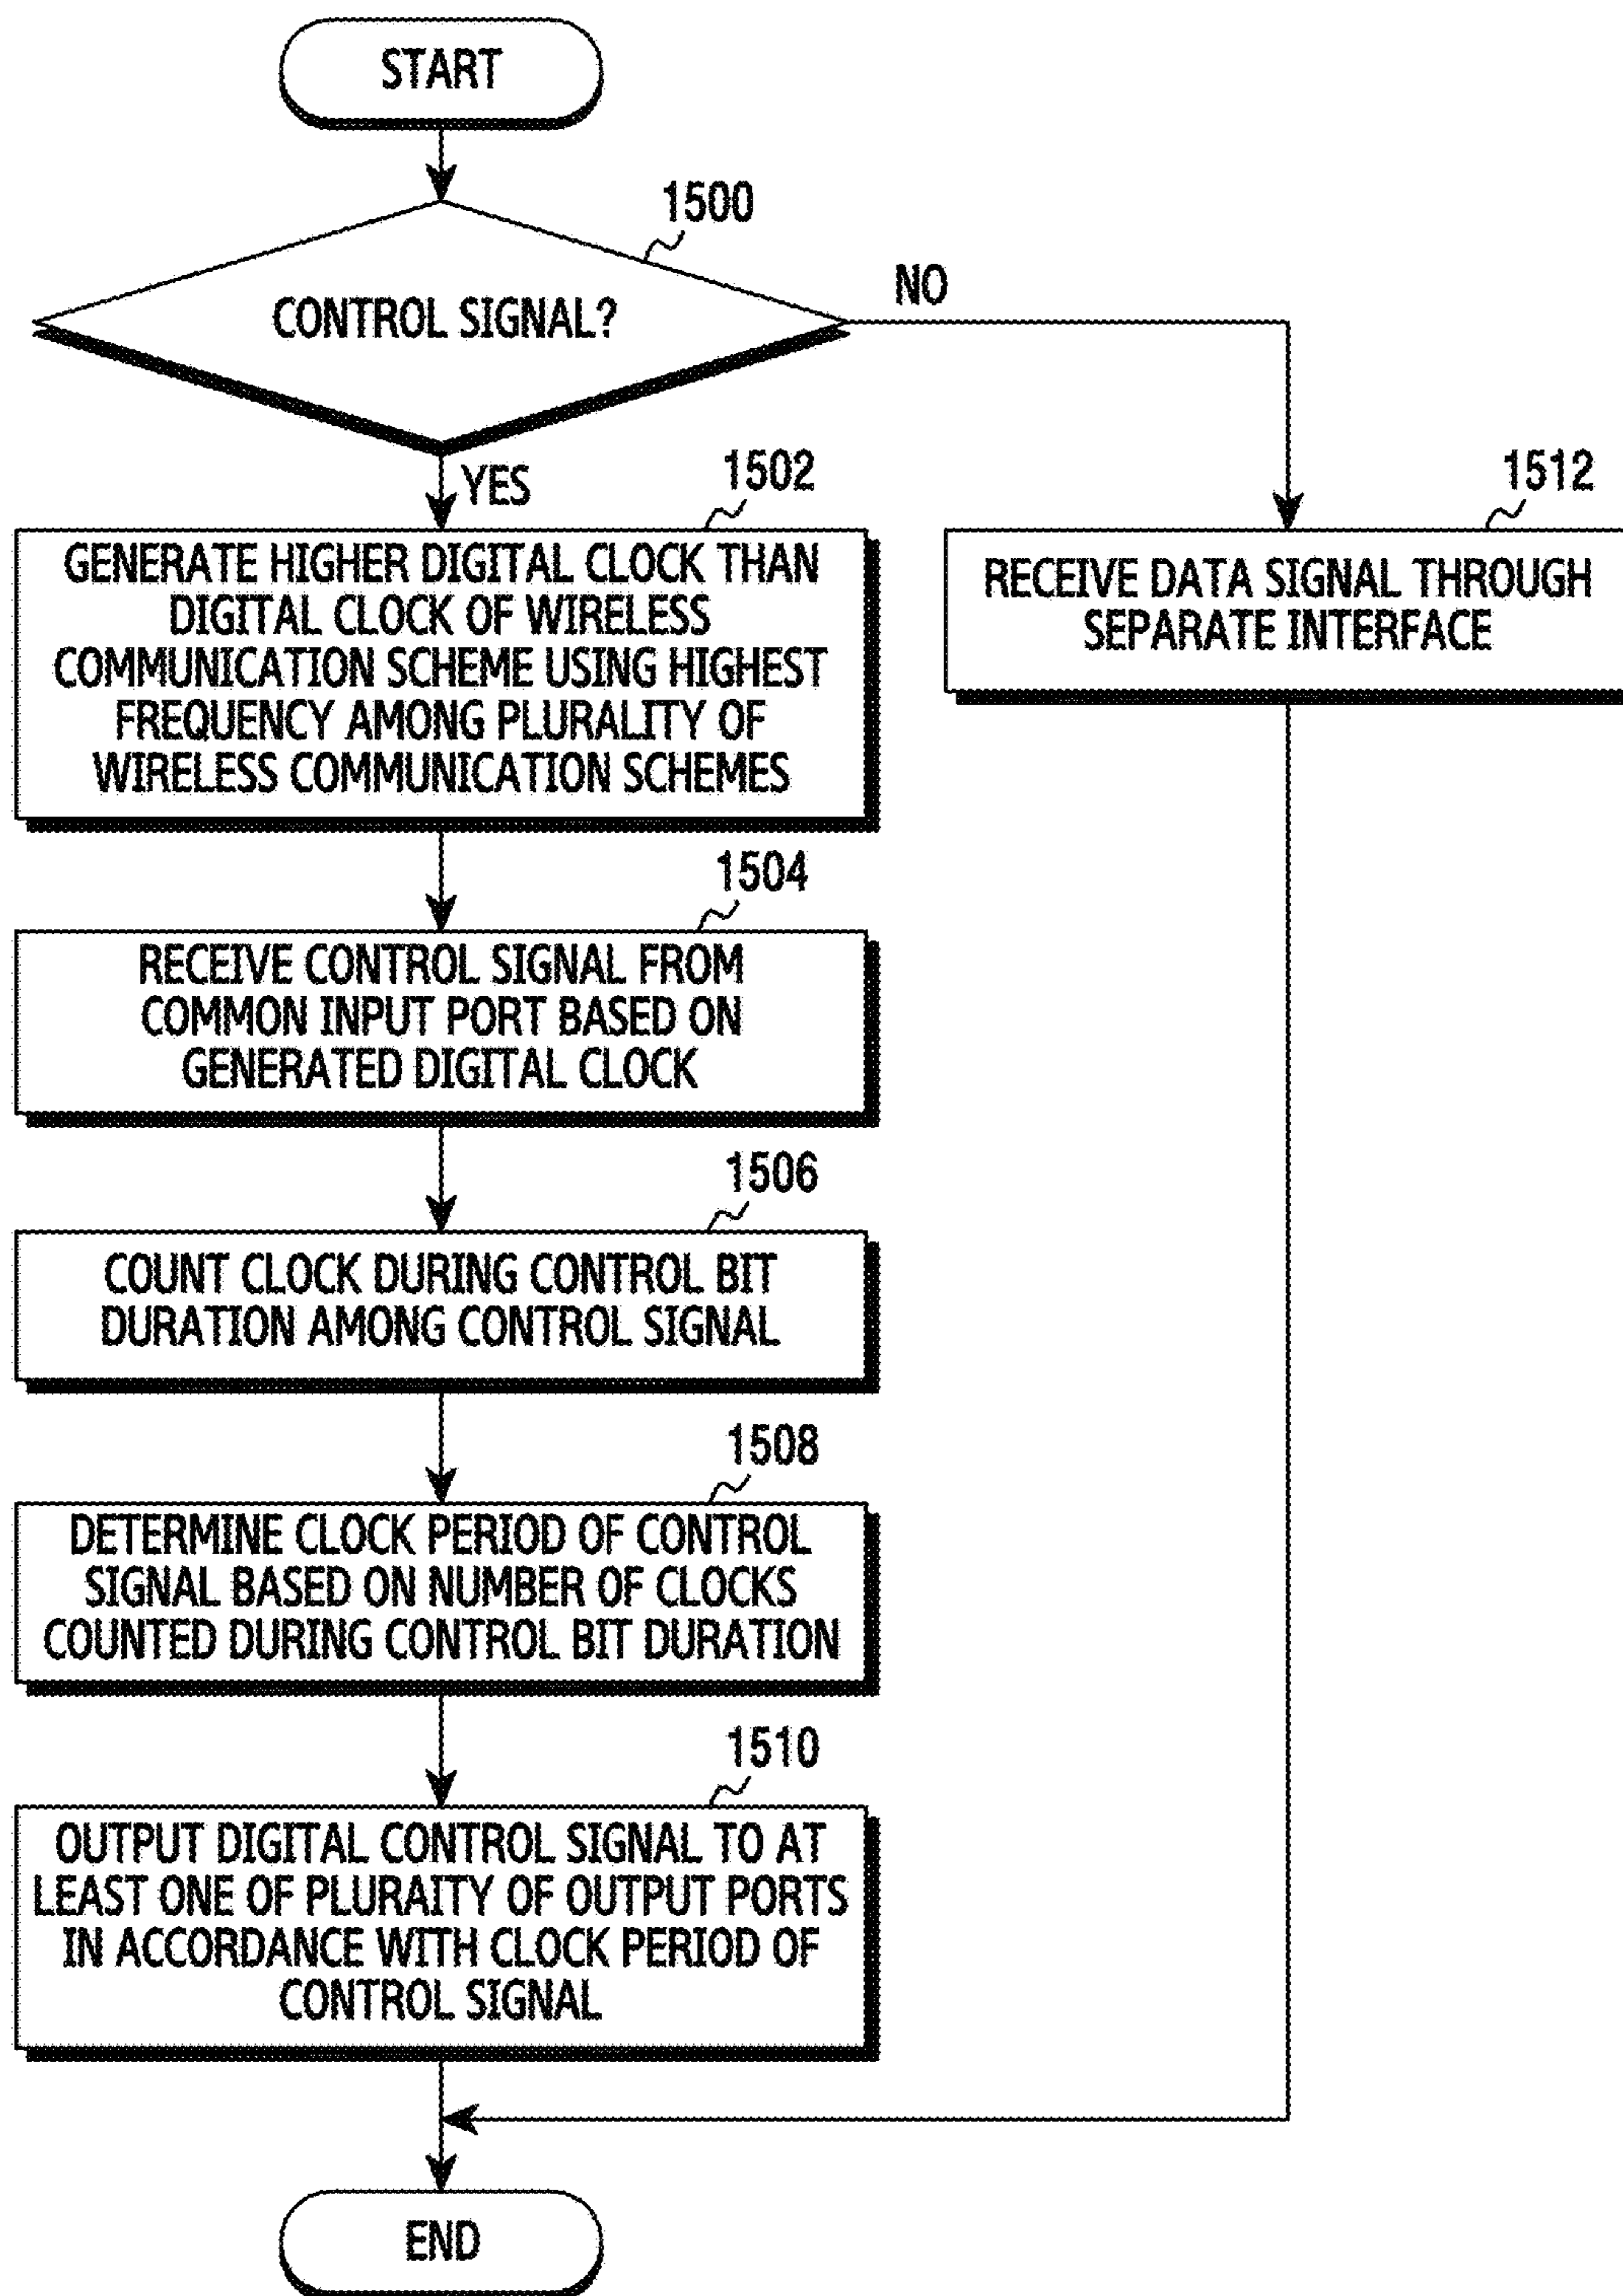 START
1500
CONTROL SIGNAL?
NO
YES
1502
GENERATE HIGHER DIGITAL CLOCK THAN
DIGITAL CLOCK OF WIRELESS
COMMUNICATION SCHEME USING HIGHEST
FREQUENCY AMONG PLURALITY OF
WIRELESS COMMUNICATION SCHEMES
1512
RECEIVE DATA SIGNAL THROUGH
SEPARATE INTERFACE
1504
RECEIVE CONTROL SIGNAL FROM
COMMON INPUT PORT BASED ON
GENERATED DIGITAL CLOCK
1506
COUNT CLOCK DURING CONTROL BIT
DURATION AMONG CONTROL SIGNAL
1508
DETERMINE CLOCK PERIOD OF CONTROL
SIGNAL BASED ON NUMBER OF CLOCKS
COUNTED DURING CONTROL BIT DURATION
1510
OUTPUT DIGITAL CONTROL SIGNAL TO AT
LEAST ONE OF PLURAITY OF OUTPUT PORTS
IN ACCORDANCE WITH CLOCK PERIOD OF
CONTROL SIGNAL
END